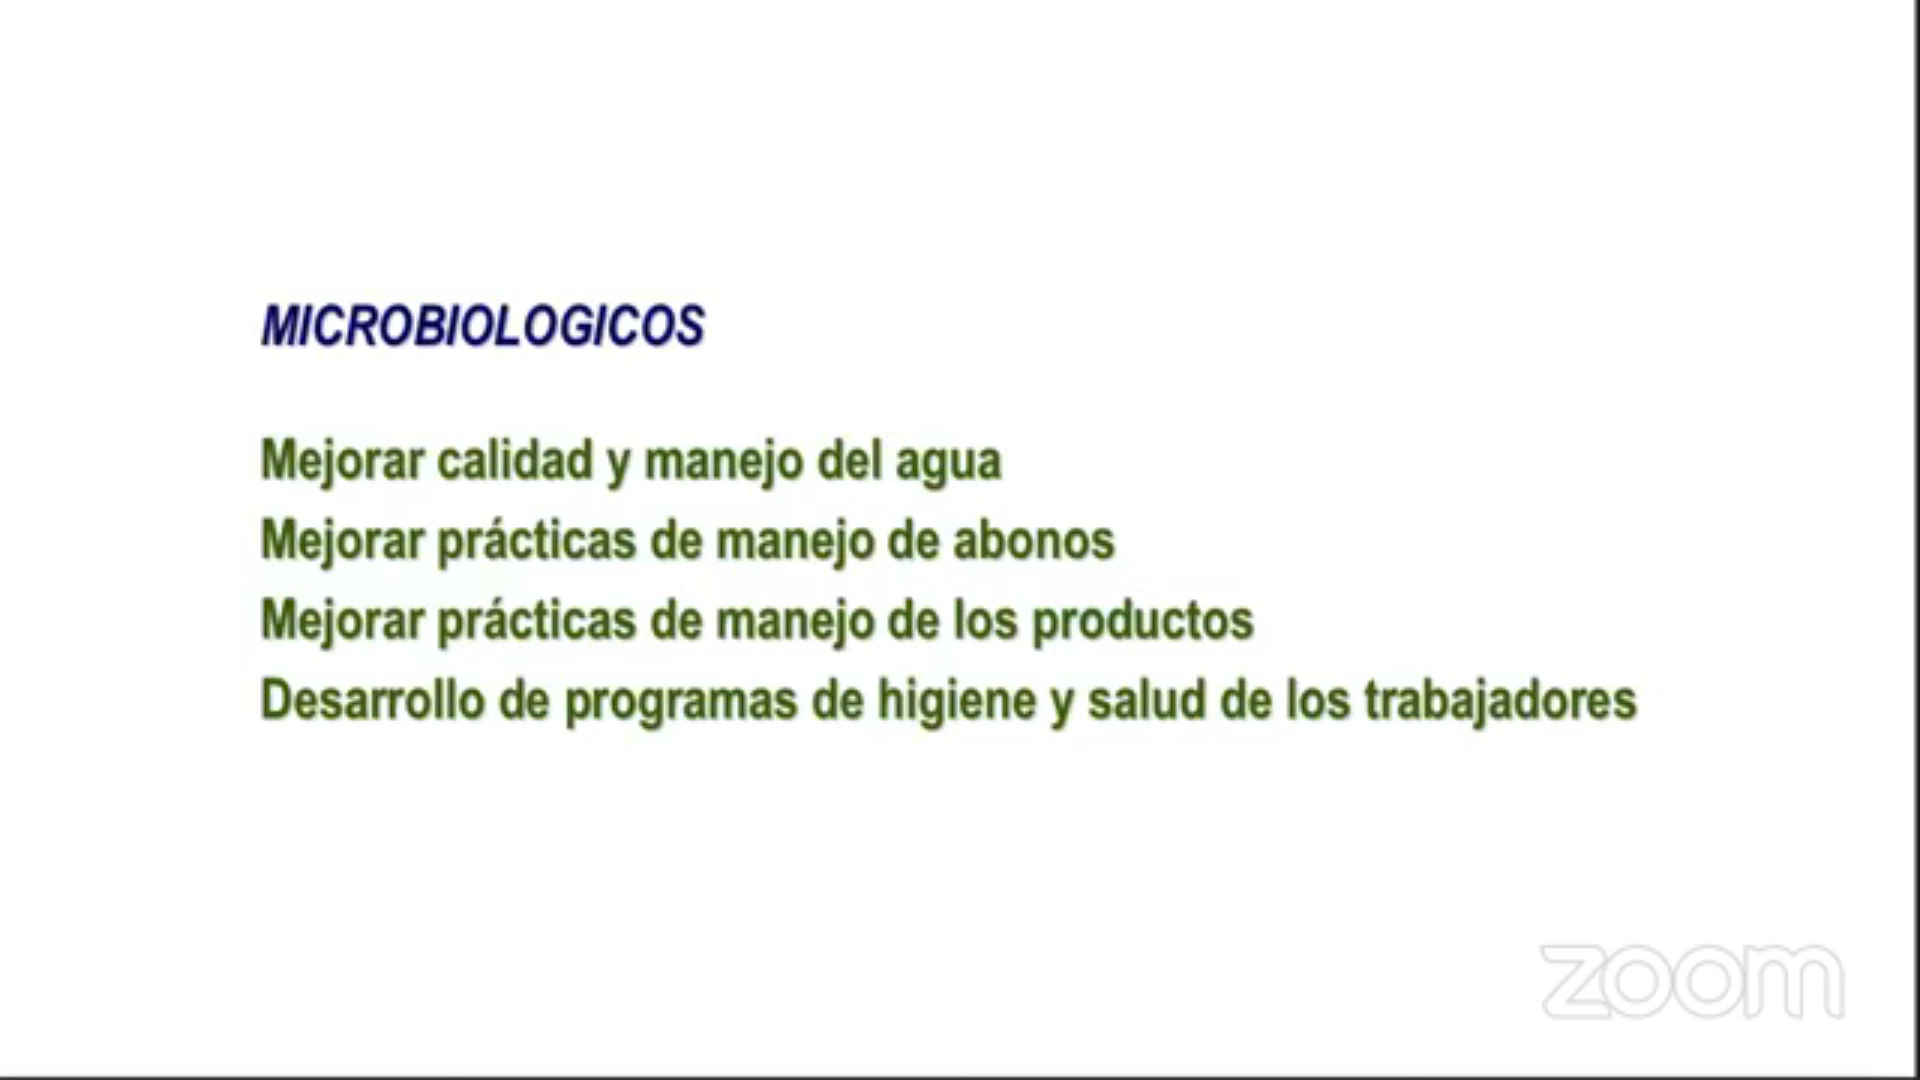 MICROBIOLOGICOS
Mejorar calidad y manejo del agua
Mejorar prácticas de manejo de abonos
Mejorar prácticas de manejo de los productos
Desarrollo de programas de higiene y salud de los trabajadores
zoom